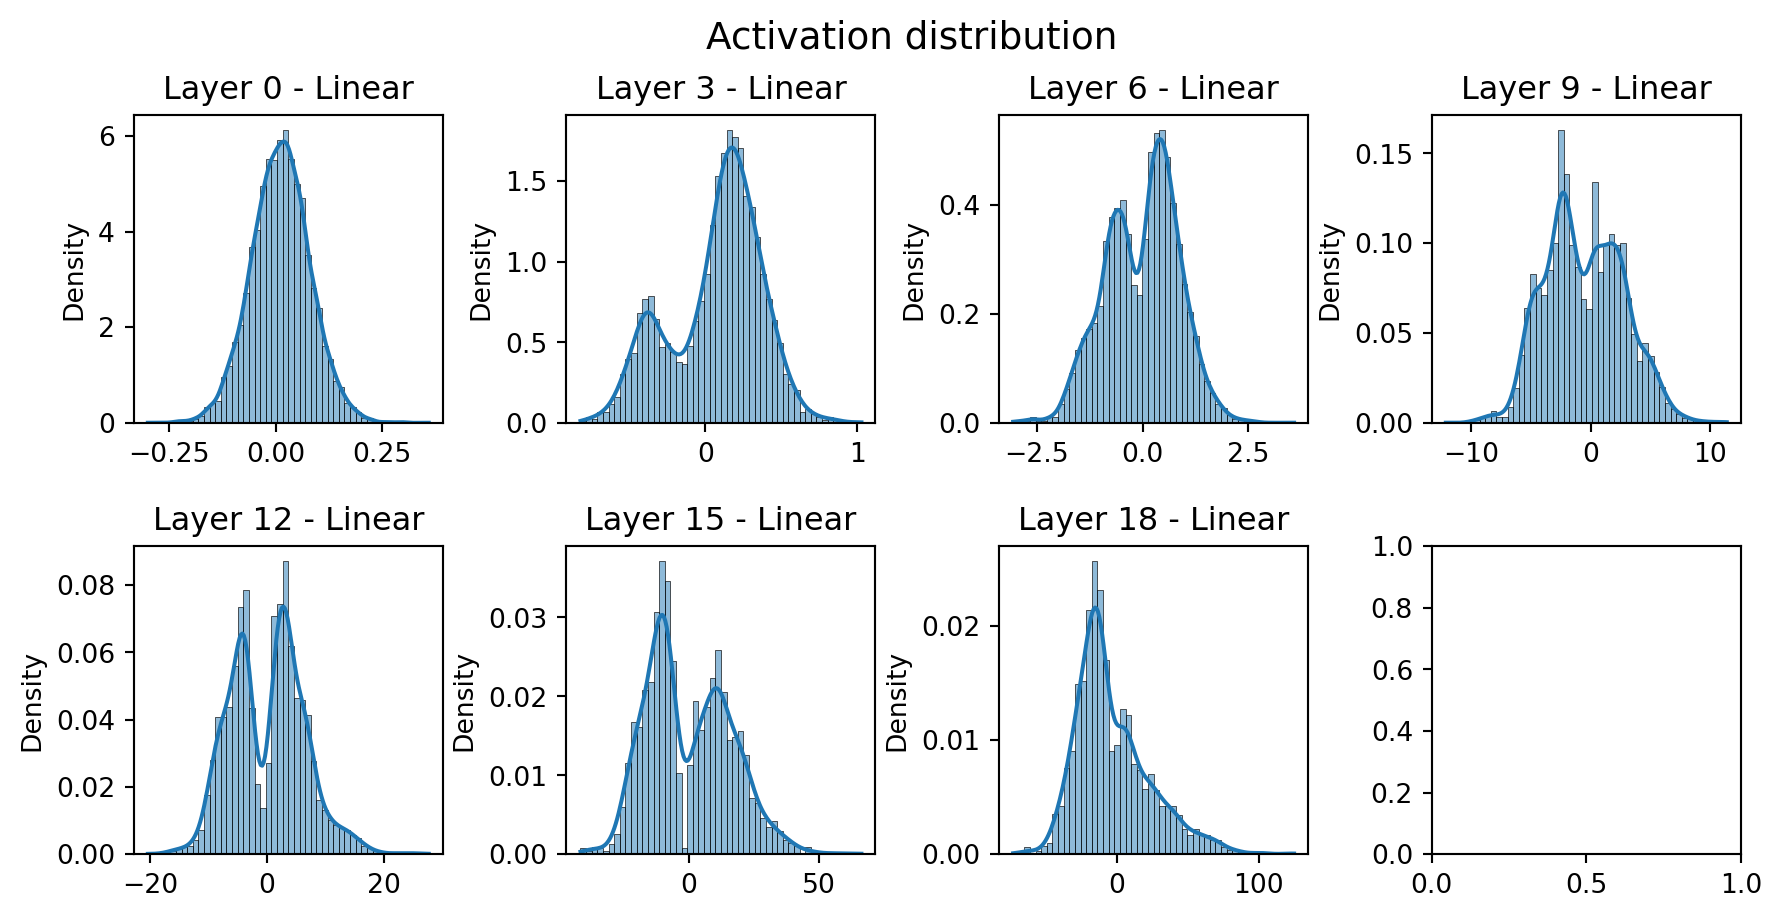 Activation distribution
Layer 0 - Linear
Layer 3 - Linear
Layer 6 - Linear
Layer 9 - Linear
Density
6
4
2
0
−0.25 0.00 0.25
Density
1.5
1.0
0.5
0.0
0 1
Density
0.4
0.2
0.0
−2.5 0.0 2.5
Density
0.15
0.10
0.05
0.00
−10 0 10
Layer 12 - Linear
Layer 15 - Linear
Layer 18 - Linear
Density
0.08
0.06
0.04
0.02
0.00
−20 0 20
Density
0.03
0.02
0.01
0.00
0 50
Density
0.02
0.01
0.00
0 100
1.0
0.8
0.6
0.4
0.2
0.0
0.0 0.5 1.0